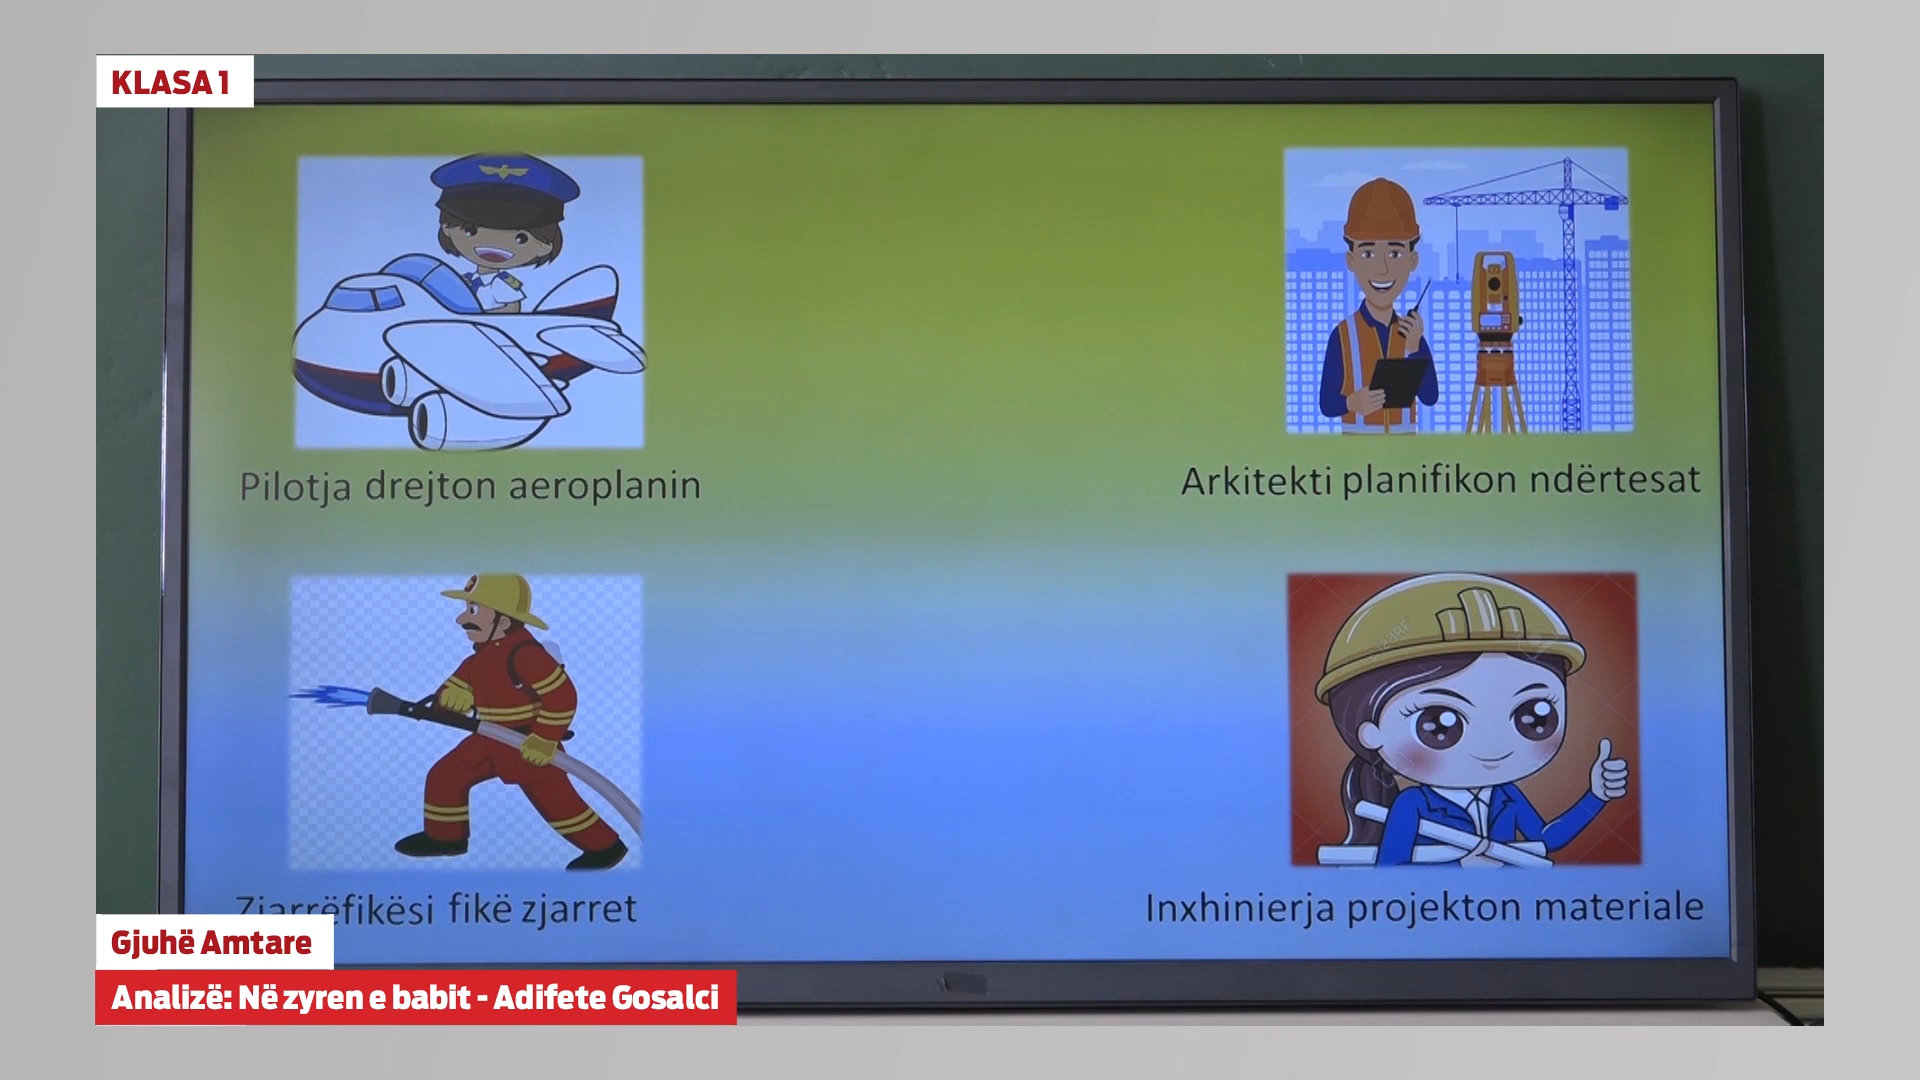 KLASA 1
Pilotja drejton aeroplanin
Arkitekti planifikon ndërtesat
Zjarrëfikësi fikë zjarret
Inxhinierja projekton materiale
Gjuhë Amtare
Analizë: Në zyren e babit - Adifete Gosalci